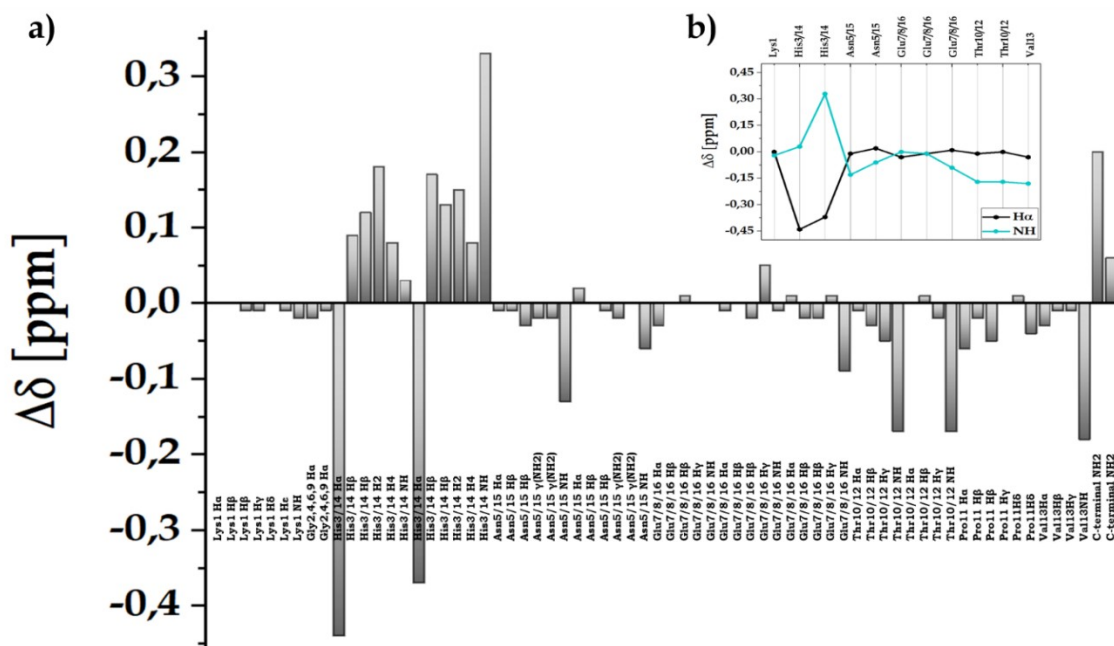 a)
0,3
0,2
0,1
0,0
-0,1
-0,2
-0,3
-0,4
Δδ [ppm]
Lys1 Hα
Lys1 Hβ
Lys1 Hβ
Lys1 Hγ
Lys1 Hδ
Lys1 Hε
Lys1 NH
Gly2,4,6,9 Hα
Gly2,4,6,9 Hα
His3/14 Hα
His3/14 Hβ
His3/14 Hβ
His3/14 H2
His3/14 H4
His3/14 NH
His3/14 Hα
His3/14 Hβ
His3/14 Hβ
His3/14 H2
His3/14 H4
His3/14 NH
Asn5/15 Hα
Asn5/15 Hβ
Asn5/15 Hβ
Asn5/15 γ(NH2)
Asn5/15 γ(NH2)
Asn5/15 NH
Asn5/15 Hα
Asn5/15 Hβ
Asn5/15 Hβ
Asn5/15 γ(NH2)
Asn5/15 γ(NH2)
Asn5/15 NH
Glu7/8/16 Hα
Glu7/8/16 Hβ
Glu7/8/16 Hβ
Glu7/8/16 Hγ
Glu7/8/16 NH
Glu7/8/16 Hα
Glu7/8/16 Hβ
Glu7/8/16 Hβ
Glu7/8/16 Hγ
Glu7/8/16 NH
Glu7/8/16 Hα
Glu7/8/16 Hβ
Glu7/8/16 Hβ
Glu7/8/16 Hγ
Glu7/8/16 NH
Thr10/12 Hα
Thr10/12 Hβ
Thr10/12 Hγ
Thr10/12 NH
Thr10/12 Hα
Thr10/12 Hβ
Thr10/12 Hγ
Thr10/12 NH
Pro11 Hα
Pro11 Hβ
Pro11 Hβ
Pro11 Hγ
Pro11Hδ
Pro11Hδ
Val13Hα
Val13Hβ
Val13Hγ
Val13NH
C-terminal NH2
C-terminal NH2
b)
Lys1
His3/14
His3/14
Asn5/15
Asn5/15
Glu7/8/16
Glu7/8/16
Glu7/8/16
Thr10/12
Thr10/12
Val13
0,45
0,30
0,15
0,00
-0,15
-0,30
-0,45
Δδ [ppm]
Hα
NH